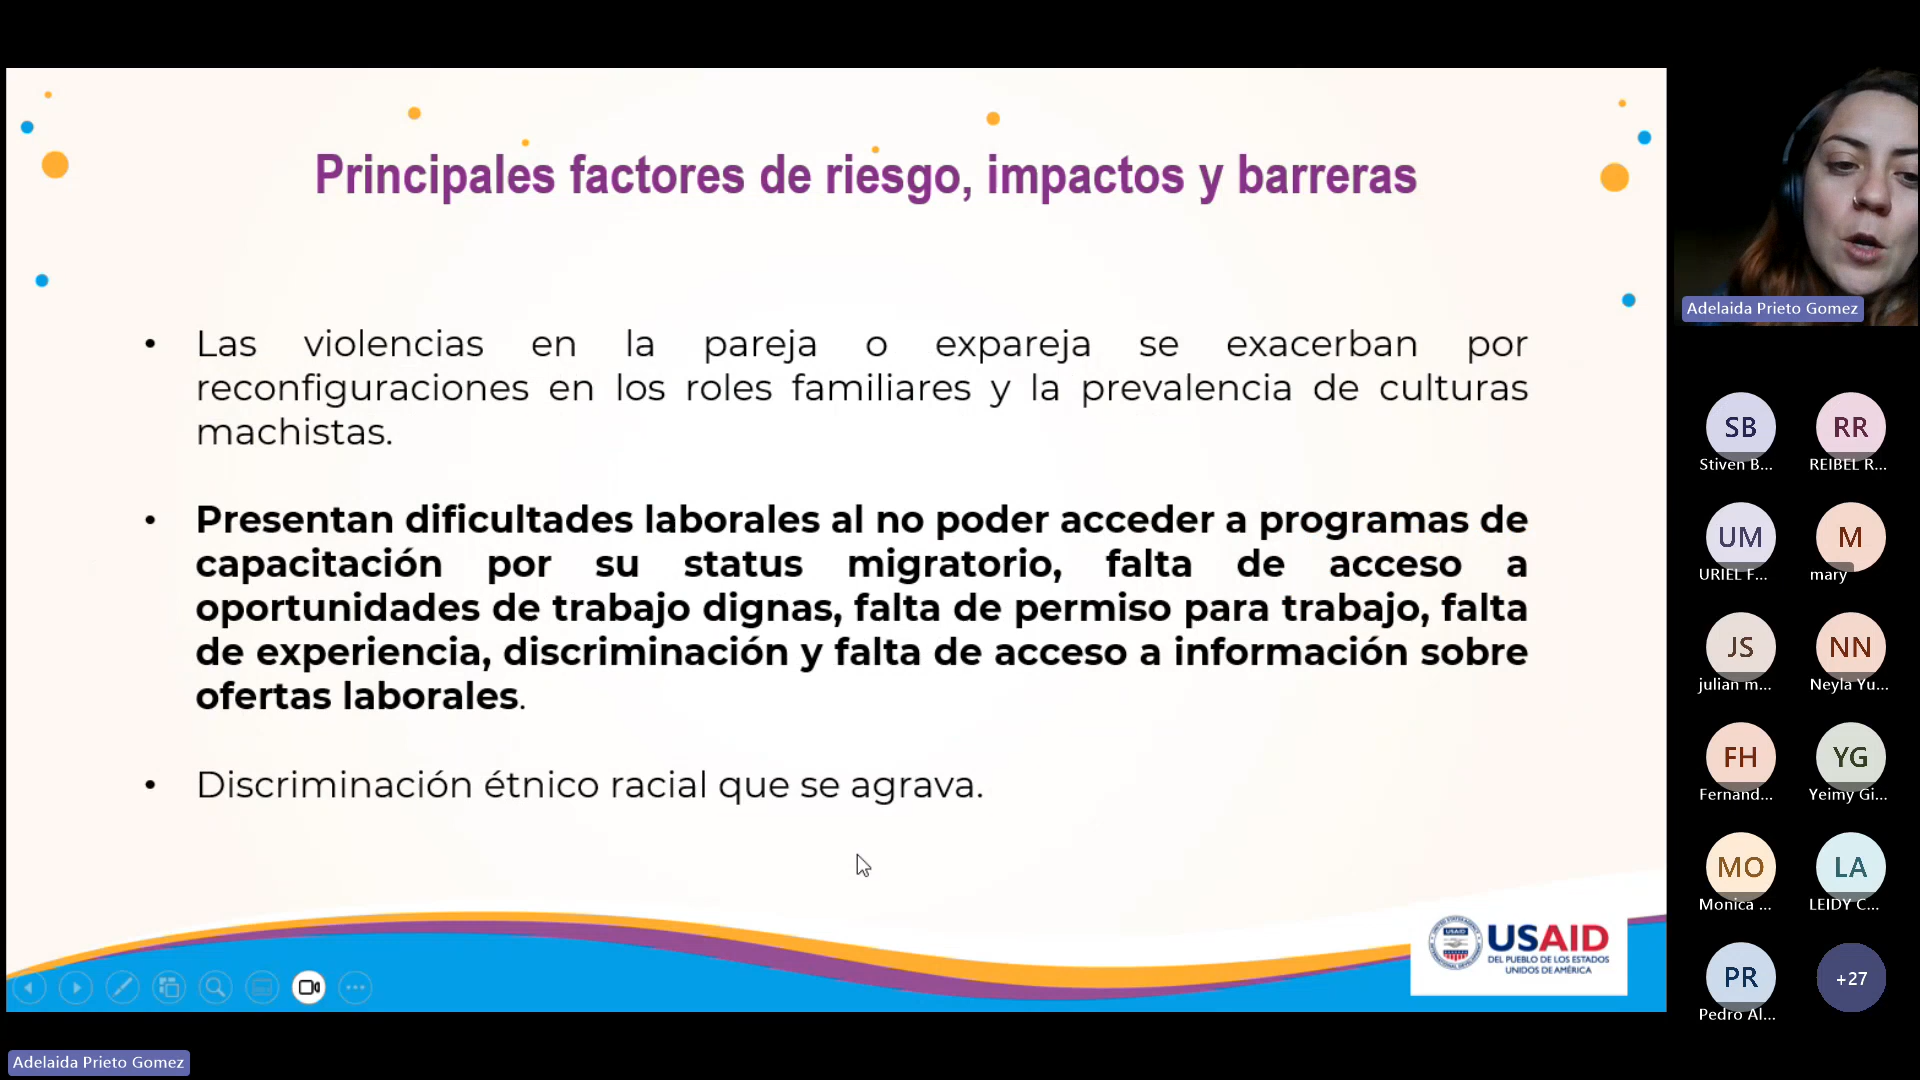 Principales factores de riesgo, impactos y barreras
• Las violencias en la pareja o expareja se exacerban por
reconfiguraciones en los roles familiares y la prevalencia de culturas
machistas.
• Presentan dificultades laborales al no poder acceder a programas de
capacitación por su status migratorio, falta de acceso a
oportunidades de trabajo dignas, falta de permiso para trabajo, falta
de experiencia, discriminación y falta de acceso a información sobre
ofertas laborales.
• Discriminación étnico racial que se agrava.
USAID
DEL PUEBLO DE LOS ESTADOS
UNIDOS DE AMÉRICA
Adelaida Prieto Gomez
Adelaida Prieto Gomez
SB
Stiven B...
RR
REIBEL R...
UM
URIEL F...
M
mary
JS
julian m...
NN
Neyla Yu...
FH
Fernand...
YG
Yeimy Gi...
MO
Monica ...
LA
LEIDY C...
PR
Pedro Al...
+27